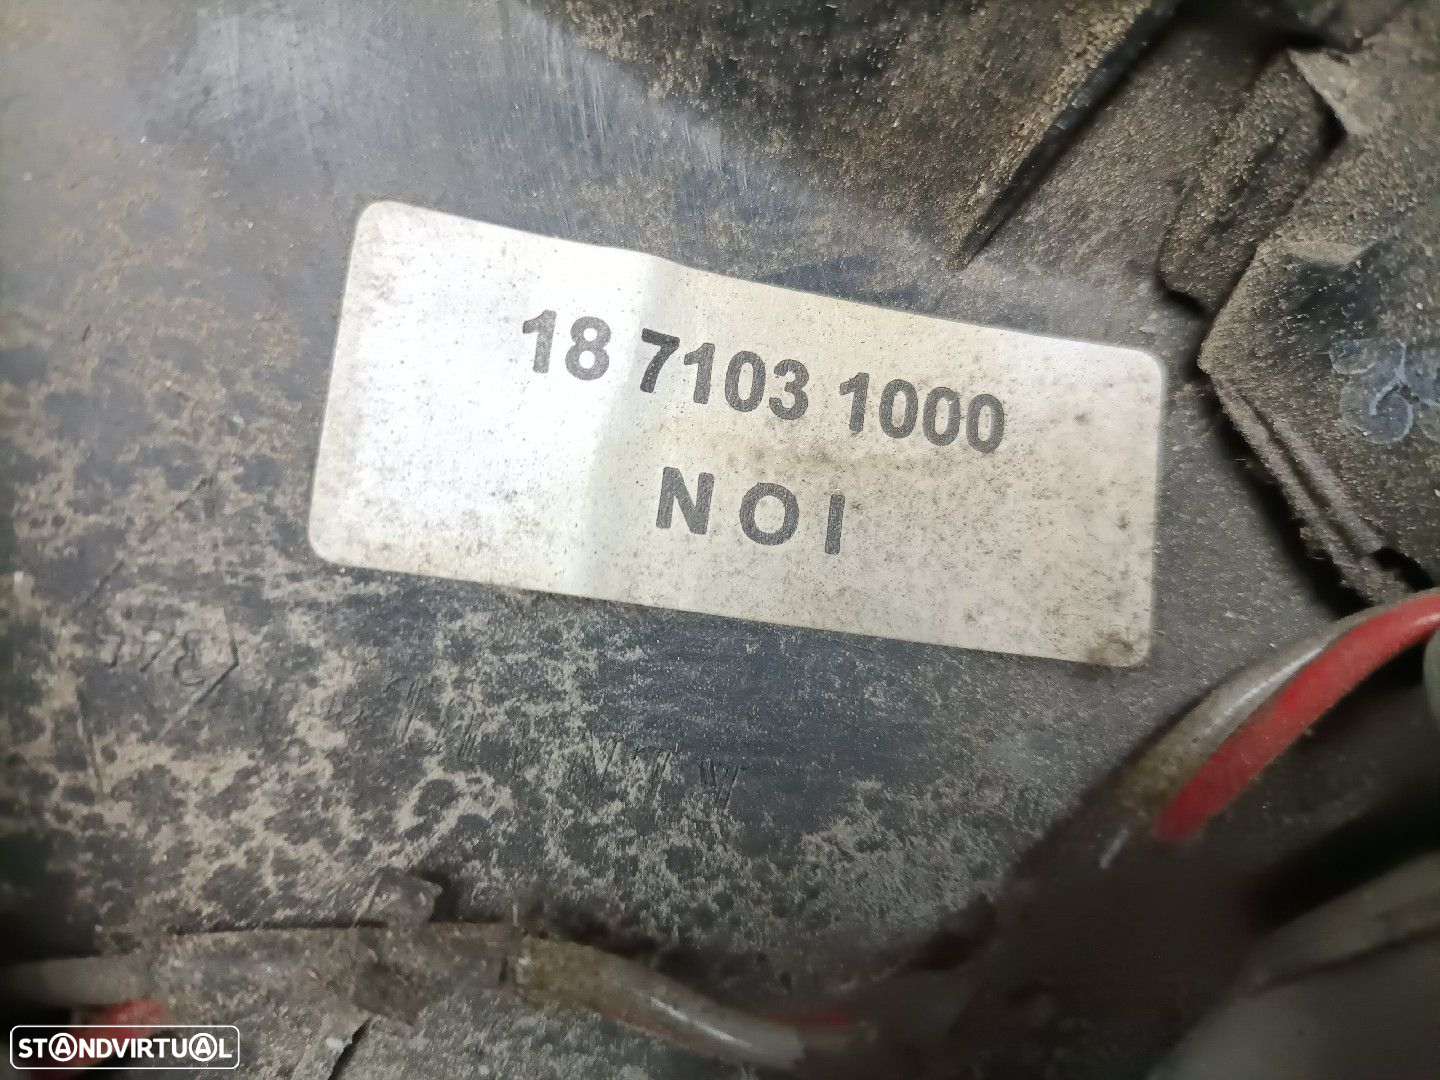 18 7103 1000
NOI
STANDVIRTUAL